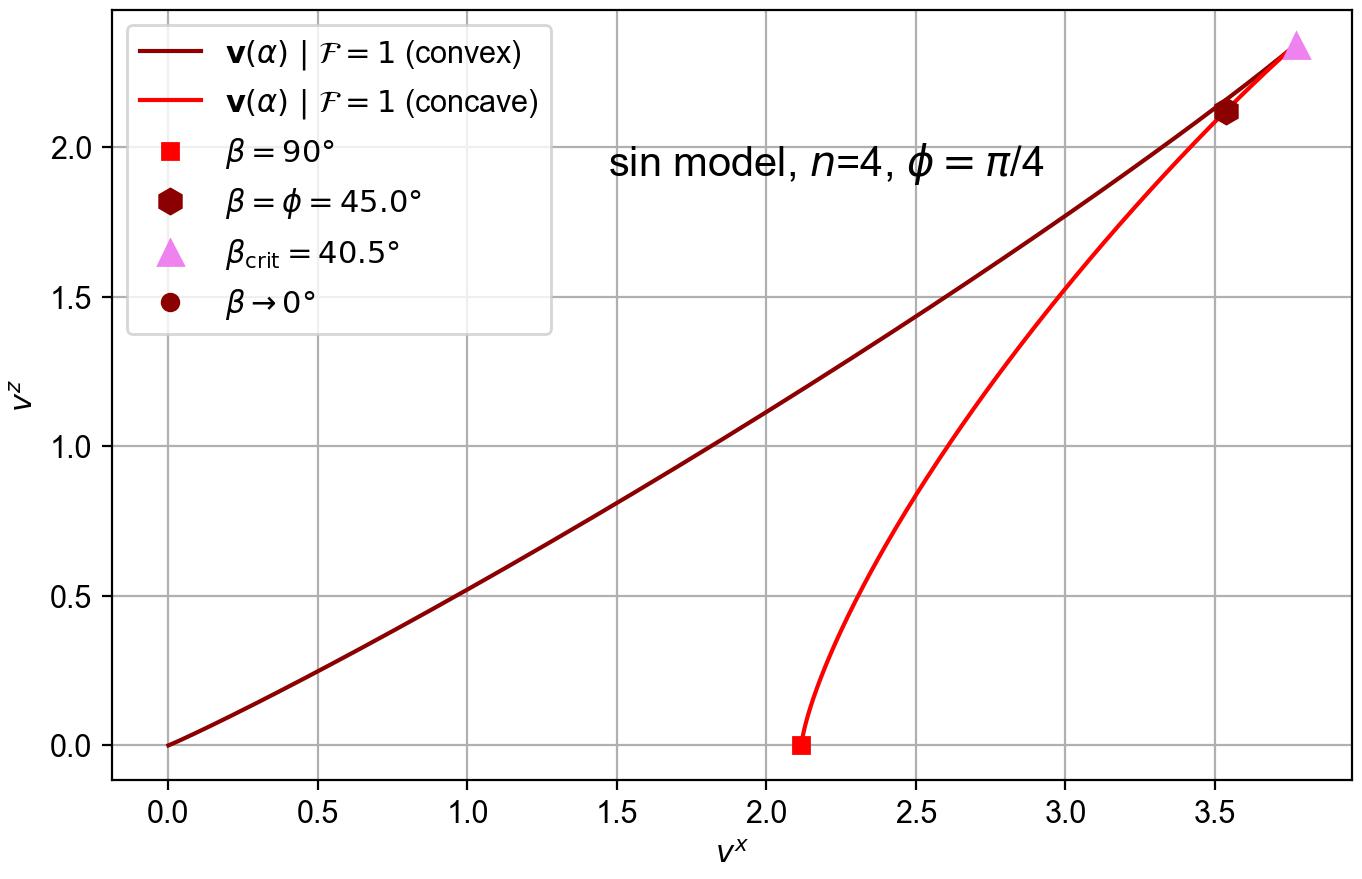 v(α) | ℱ = 1 (convex)
v(α) | ℱ = 1 (concave)
β = 90°
β = ϕ = 45.0°
β_crit = 40.5°
β → 0°
sin model, n=4, ϕ = π/4
2.0
1.5
1.0
0.5
0.0
v^z
0.0 0.5 1.0 1.5 2.0 2.5 3.0 3.5
v^x